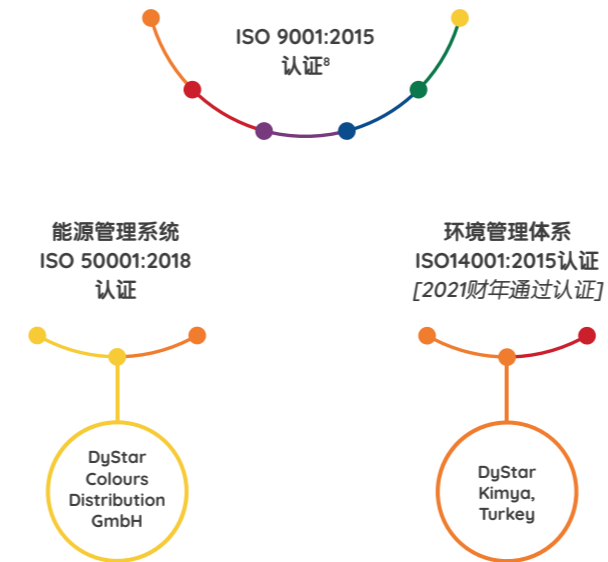 ISO 9001:2015
认证⁸
能源管理系统
ISO 50001:2018
认证
环境管理体系
ISO14001:2015认证
[2021财年通过认证]
DyStar
Colours
Distribution
GmbH
DyStar
Kimya,
Turkey